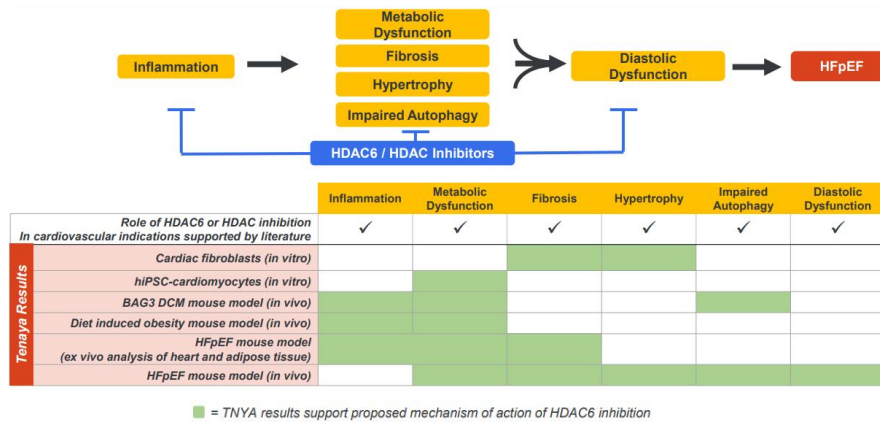 Metabolic
Dysfunction
Inflammation
Fibrosis
Hypertrophy
Impaired Autophagy
Diastolic
Dysfunction
HFpEF
HDAC6 / HDAC Inhibitors
Inflammation
Metabolic
Dysfunction
Fibrosis
Hypertrophy
Impaired
Autophagy
Diastolic
Dysfunction
Role of HDAC6 or HDAC inhibition
In cardiovascular indications supported by literature
✓ ✓ ✓ ✓ ✓ ✓
Tenaya Results
Cardiac fibroblasts (in vitro)
hiPSC-cardiomyocytes (in vitro)
BAG3 DCM mouse model (in vivo)
Diet induced obesity mouse model (in vivo)
HFpEF mouse model
(ex vivo analysis of heart and adipose tissue)
HFpEF mouse model (in vivo)
= TNYA results support proposed mechanism of action of HDAC6 inhibition